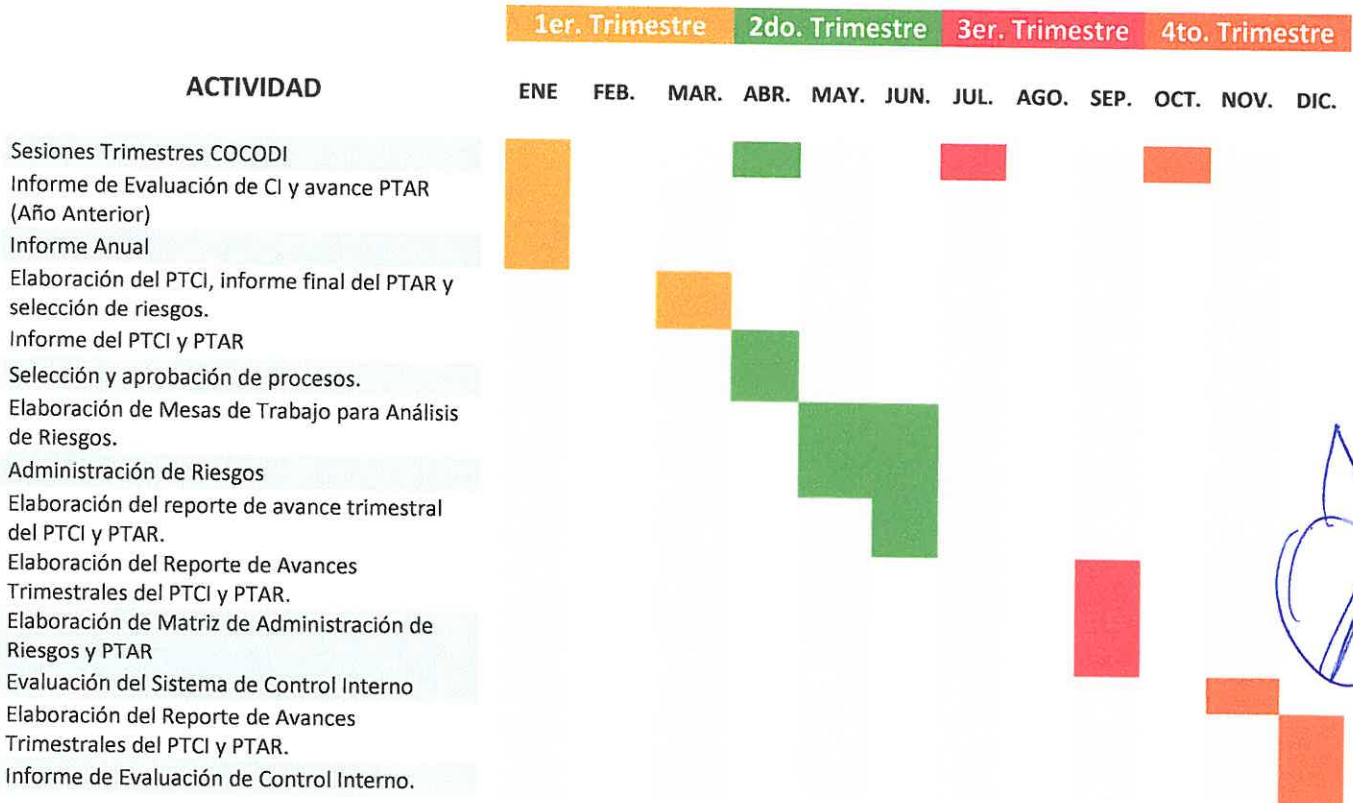 1er. Trimestre 2do. Trimestre 3er. Trimestre 4to. Trimestre
ACTIVIDAD ENE FEB. MAR. ABR. MAY. JUN. JUL. AGO. SEP. OCT. NOV. DIC.
Sesiones Trimestres COCODI
Informe de Evaluación de CI y avance PTAR
(Año Anterior)
Informe Anual
Elaboración del PTCI, informe final del PTAR y
selección de riesgos.
Informe del PTCI y PTAR
Selección y aprobación de procesos.
Elaboración de Mesas de Trabajo para Análisis
de Riesgos.
Administración de Riesgos
Elaboración del reporte de avance trimestral
del PTCI y PTAR.
Elaboración del Reporte de Avances
Trimestrales del PTCI y PTAR.
Elaboración de Matriz de Administración de
Riesgos y PTAR
Evaluación del Sistema de Control Interno
Elaboración del Reporte de Avances
Trimestrales del PTCI y PTAR.
Informe de Evaluación de Control Interno.